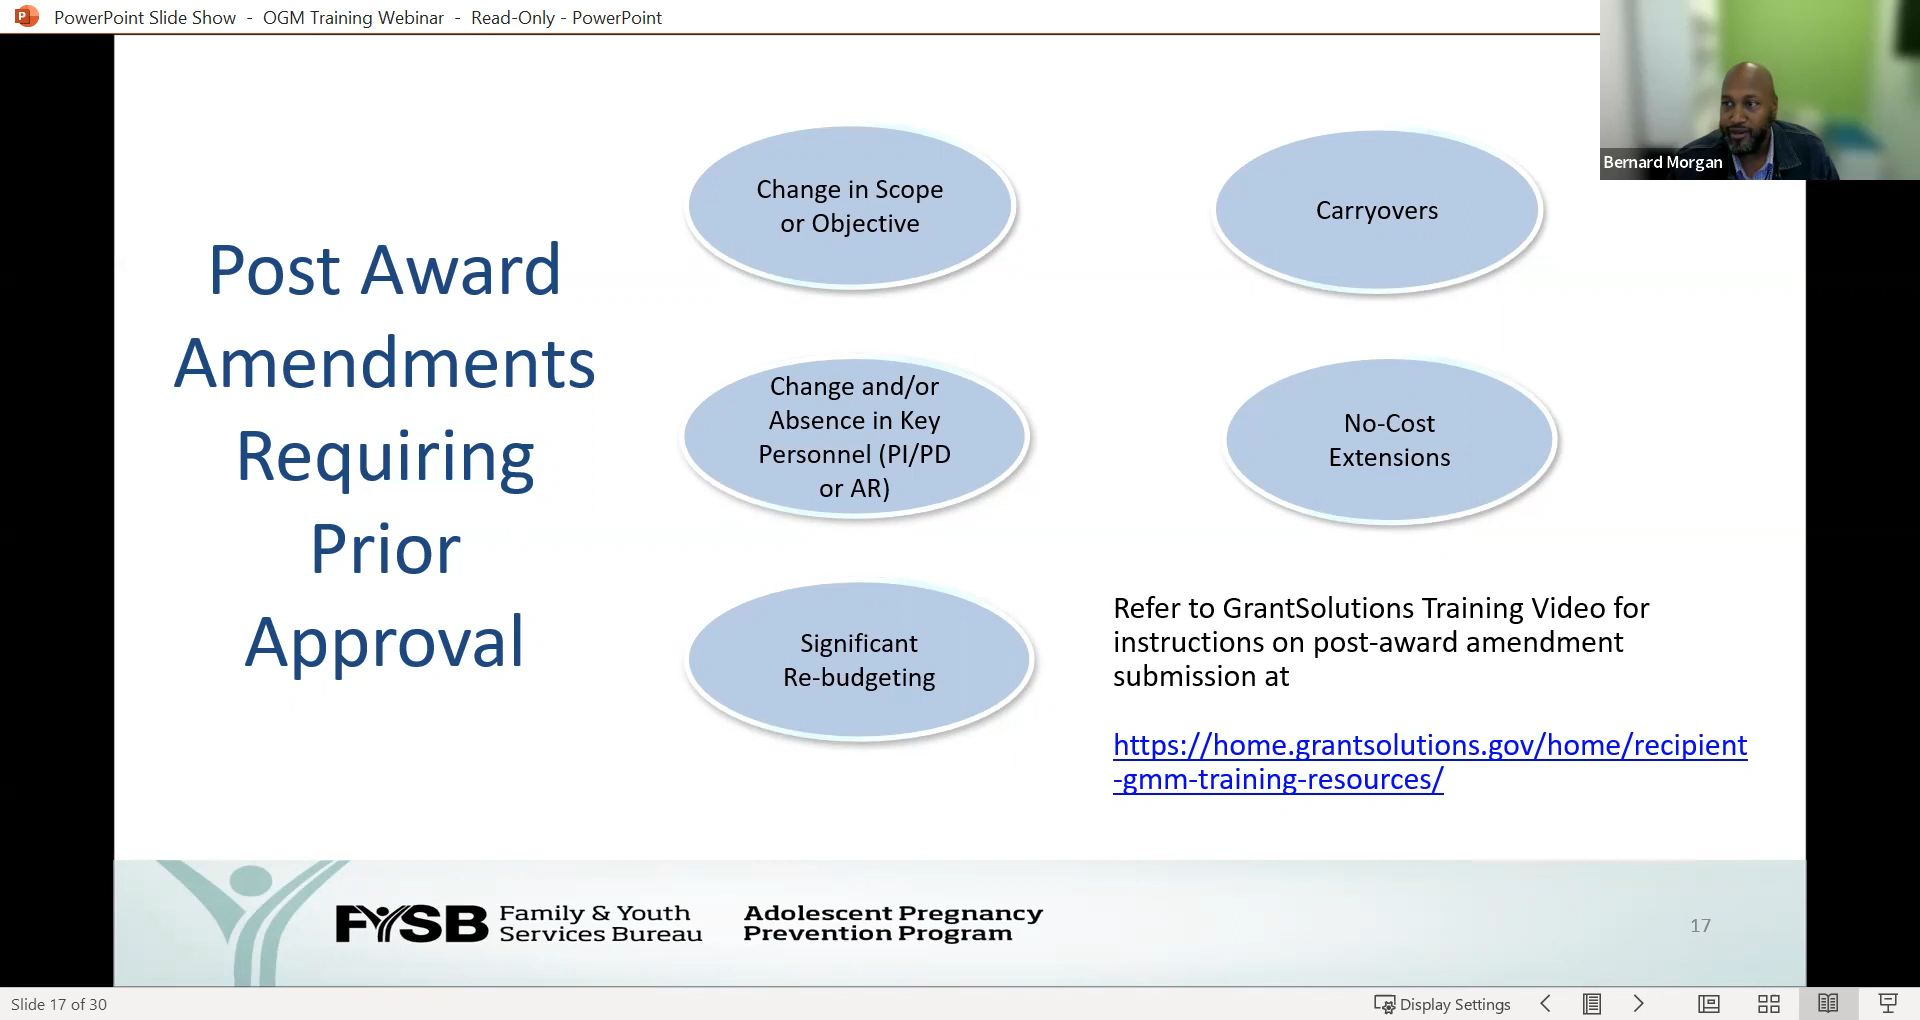 PowerPoint Slide Show - OGM Training Webinar - Read-Only - PowerPoint
Bernard Morgan
Post Award
Amendments
Requiring
Prior
Approval
Change in Scope
or Objective
Carryovers
Change and/or
Absence in Key
Personnel (PI/PD
or AR)
No-Cost
Extensions
Significant
Re-budgeting
Refer to GrantSolutions Training Video for
instructions on post-award amendment
submission at
https://home.grantsolutions.gov/home/recipient
-gmm-training-resources/
FYSB Family & Youth
Services Bureau
Adolescent Pregnancy
Prevention Program
17
Slide 17 of 30
Display Settings